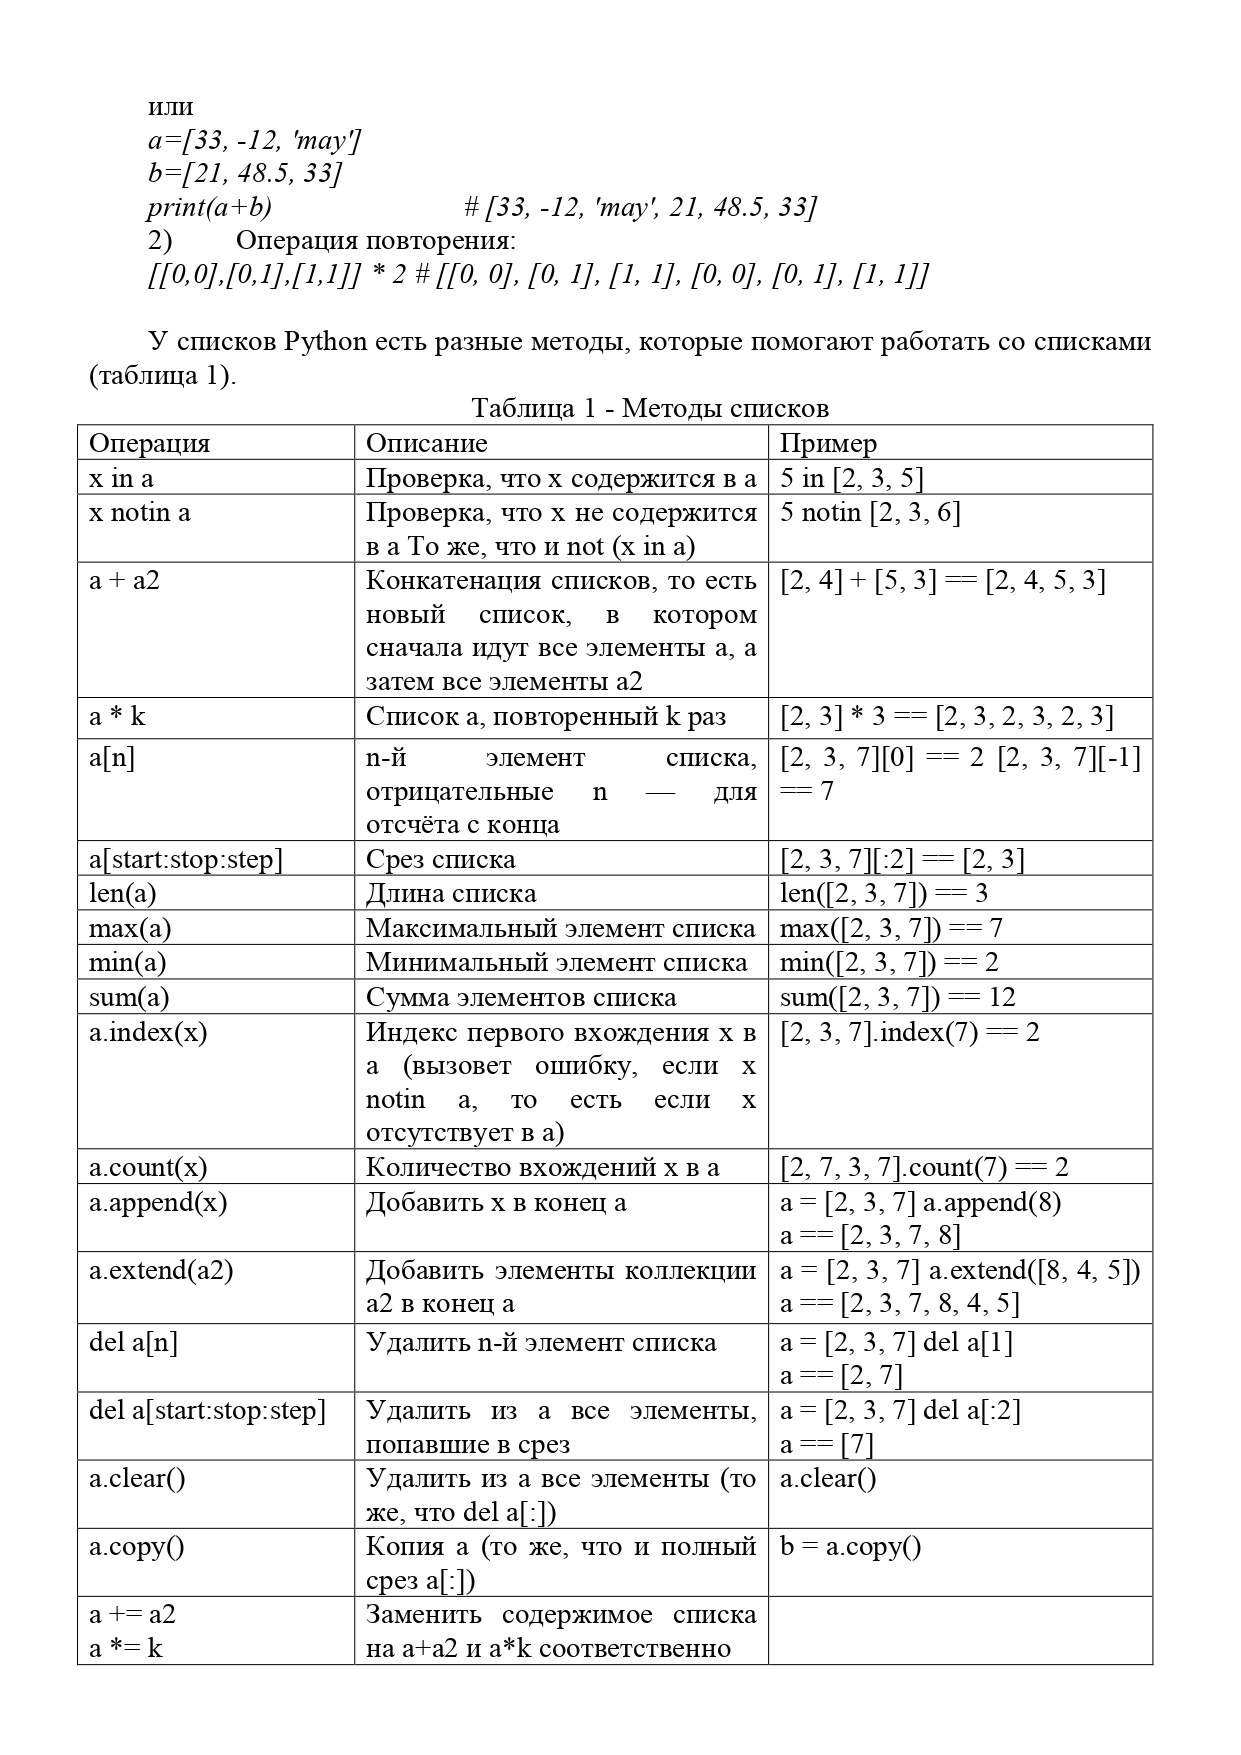 или
a=[33, -12, 'may']
b=[21, 48.5, 33]
print(a+b) # [33, -12, 'may', 21, 48.5, 33]
2) Операция повторения:
[[0,0],[0,1],[1,1]] * 2 # [[0, 0], [0, 1], [1, 1], [0, 0], [0, 1], [1, 1]]
У списков Python есть разные методы, которые помогают работать со списками
(таблица 1).
Таблица 1 - Методы списков
Операция Описание Пример
x in a Проверка, что x содержится в a 5 in [2, 3, 5]
x notin a Проверка, что x не содержится 5 notin [2, 3, 6]
в a То же, что и not (x in a)
a + a2 Конкатенация списков, то есть [2, 4] + [5, 3] == [2, 4, 5, 3]
новый список, в котором
сначала идут все элементы a, а
затем все элементы a2
a * k Список a, повторенный k раз [2, 3] * 3 == [2, 3, 2, 3, 2, 3]
a[n] n-й элемент списка, [2, 3, 7][0] == 2 [2, 3, 7][-1]
отрицательные n — для == 7
отсчёта с конца
a[start:stop:step] Срез списка [2, 3, 7][:2] == [2, 3]
len(a) Длина списка len([2, 3, 7]) == 3
max(a) Максимальный элемент списка max([2, 3, 7]) == 7
min(a) Минимальный элемент списка min([2, 3, 7]) == 2
sum(a) Сумма элементов списка sum([2, 3, 7]) == 12
a.index(x) Индекс первого вхождения x в [2, 3, 7].index(7) == 2
a (вызовет ошибку, если x
notin a, то есть если x
отсутствует в a)
a.count(x) Количество вхождений x в a [2, 7, 3, 7].count(7) == 2
a.append(x) Добавить x в конец a a = [2, 3, 7] a.append(8)
a == [2, 3, 7, 8]
a.extend(a2) Добавить элементы коллекции a = [2, 3, 7] a.extend([8, 4, 5])
a2 в конец a a == [2, 3, 7, 8, 4, 5]
del a[n] Удалить n-й элемент списка a = [2, 3, 7] del a[1]
a == [2, 7]
del a[start:stop:step] Удалить из a все элементы, a = [2, 3, 7] del a[:2]
попавшие в срез a == [7]
a.clear() Удалить из a все элементы (то a.clear()
же, что del a[:])
a.copy() Копия a (то же, что и полный b = a.copy()
срез a[:])
a += a2 Заменить содержимое списка
a *= k на a+a2 и a*k соответственно